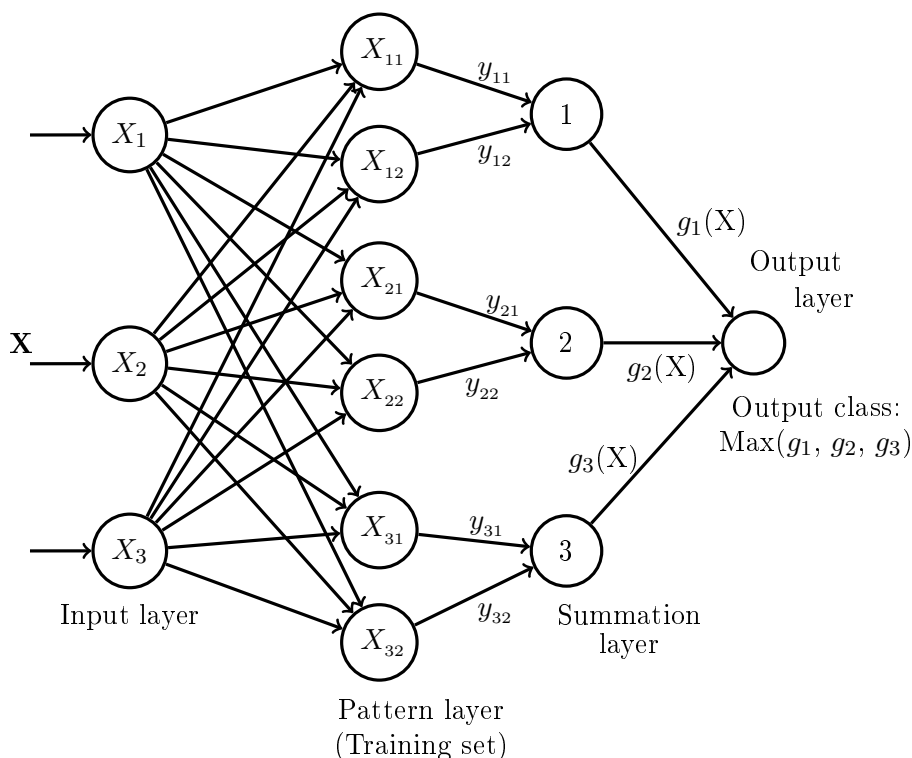 X₁
X₂
X₃
X
Input layer
X₁₁
X₁₂
X₂₁
X₂₂
X₃₁
X₃₂
Pattern layer
(Training set)
y₁₁
y₁₂
y₂₁
y₂₂
y₃₁
y₃₂
1
2
3
Summation
layer
g₁(X)
g₂(X)
g₃(X)
Output
layer
Output class:
Max(g₁, g₂, g₃)